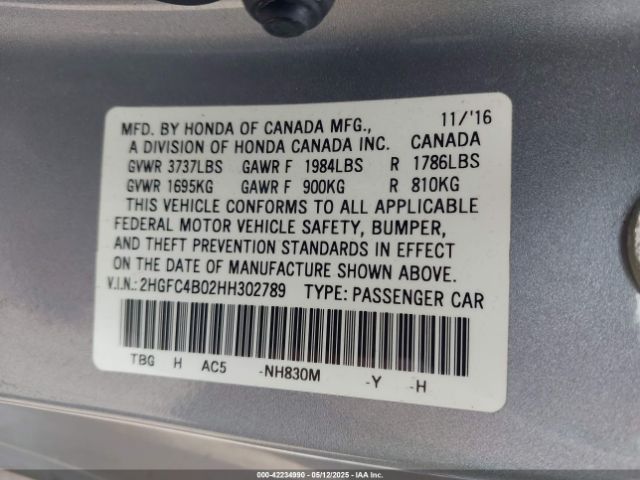 11/'16
MFD. BY HONDA OF CANADA MFG.,
A DIVISION OF HONDA CANADA INC. CANADA
GVWR 3737LBS GAWR F 1984LBS R 1786LBS
GVWR 1695KG GAWR F 900KG R 810KG
THIS VEHICLE CONFORMS TO ALL APPLICABLE
FEDERAL MOTOR VEHICLE SAFETY, BUMPER,
AND THEFT PREVENTION STANDARDS IN EFFECT
ON THE DATE OF MANUFACTURE SHOWN ABOVE.
V.I.N.: 2HGFC4B02HH302789 TYPE: PASSENGER CAR
TBG H AC5 -NH830M -Y -H
000-42234990 - 05/12/2025 - IAA Inc.